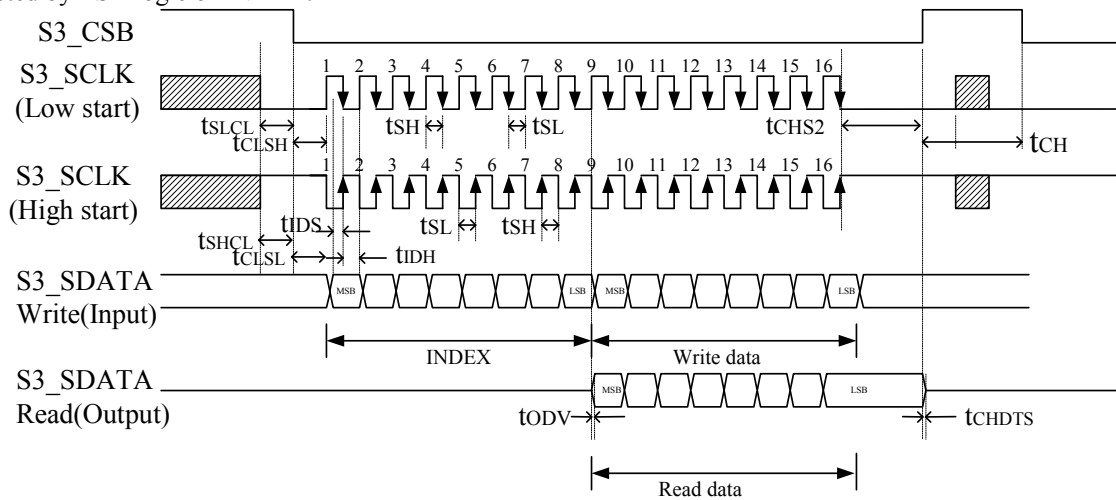 S3_CSB
S3_SCLK
(Low start)
1 2 3 4 5 6 7 8 9 10 11 12 13 14 15 16
tSLCL
tCLSH
tSH
tSL
tCHS2
tCH
S3_SCLK
(High start)
1 2 3 4 5 6 7 8 9 10 11 12 13 14 15 16
tIDS
tSHCL
tCLSL
tIDH
tSL
tSH
S3_SDATA
Write(Input)
MSB LSB MSB LSB
INDEX
Write data
S3_SDATA
Read(Output)
MSB LSB
tODV
tCHDTS
Read data